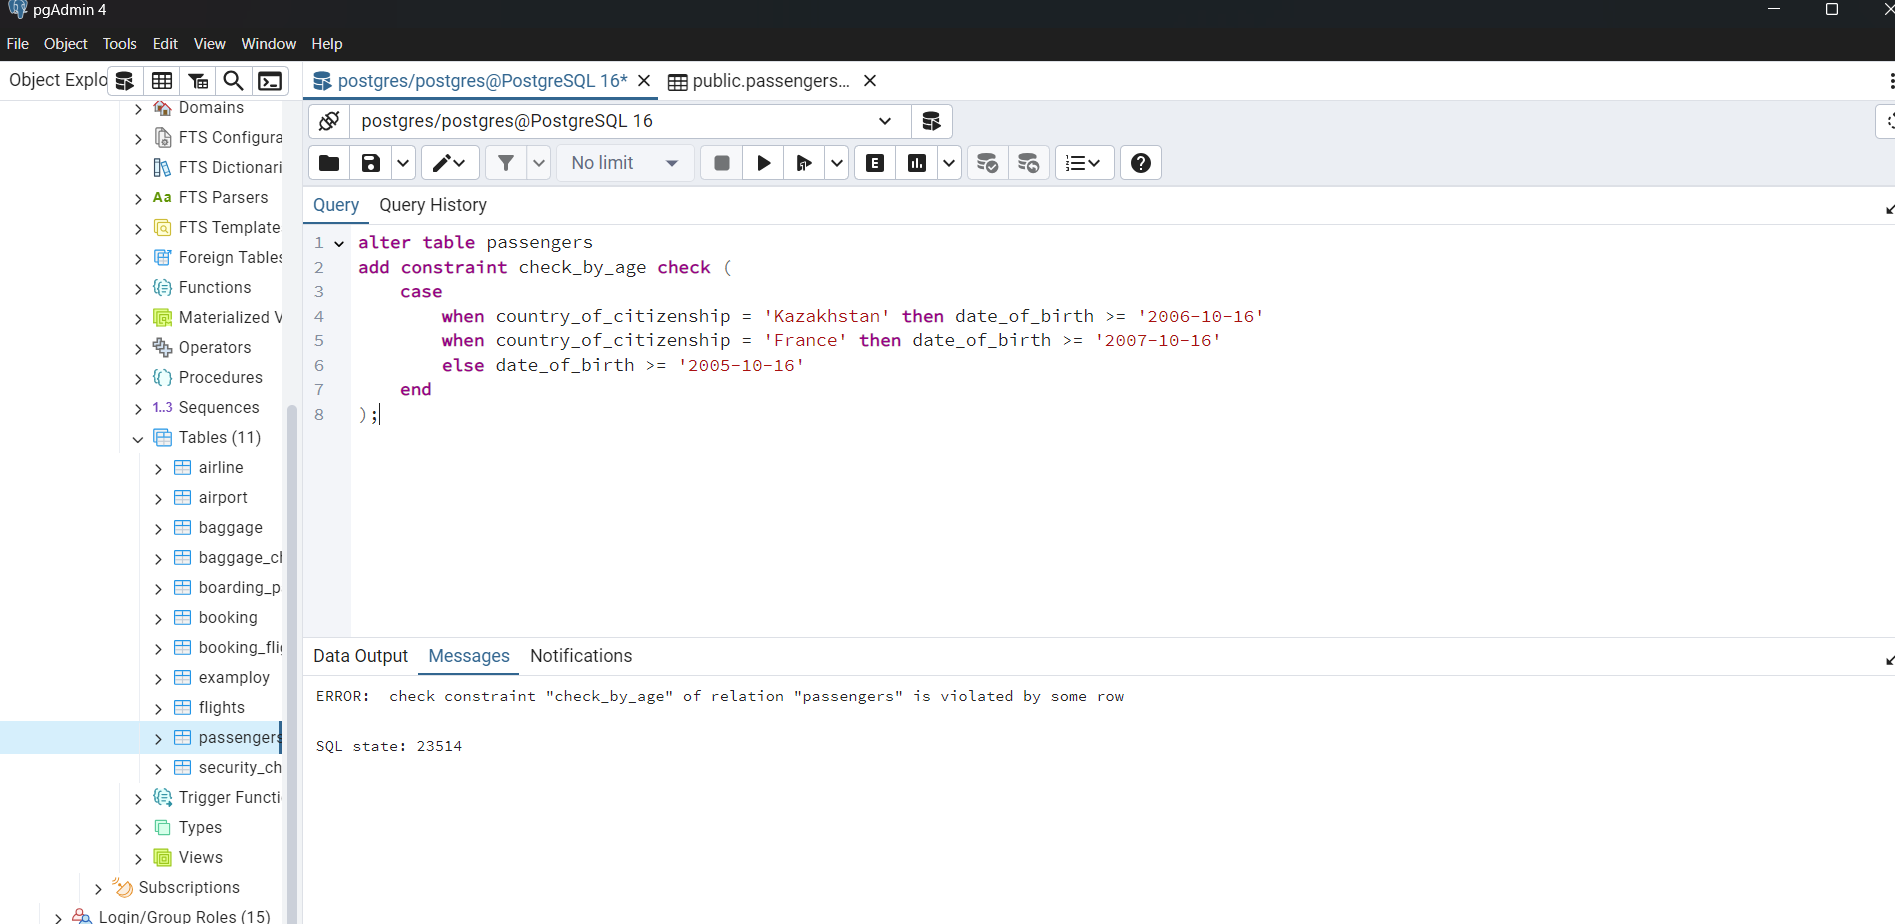 pgAdmin 4
File Object Tools Edit View Window Help
Object Explo
postgres/postgres@PostgreSQL 16*
public.passengers...
postgres/postgres@PostgreSQL 16
No limit
E
Query Query History
1 alter table passengers
2 add constraint check_by_age check (
3 case
4 when country_of_citizenship = 'Kazakhstan' then date_of_birth >= '2006-10-16'
5 when country_of_citizenship = 'France' then date_of_birth >= '2007-10-16'
6 else date_of_birth >= '2005-10-16'
7 end
8 );
Domains
FTS Configura
FTS Dictionari
Aa FTS Parsers
FTS Template
Foreign Tables
Functions
Materialized V
Operators
Procedures
1..3 Sequences
Tables (11)
airline
airport
baggage
baggage_cl
boarding_p
booking
booking_fli
employ
flights
passengers
security_ch
Trigger Functi
Types
Views
Subscriptions
Login/Group Roles (15)
Data Output Messages Notifications
ERROR: check constraint "check_by_age" of relation "passengers" is violated by some row
SQL state: 23514